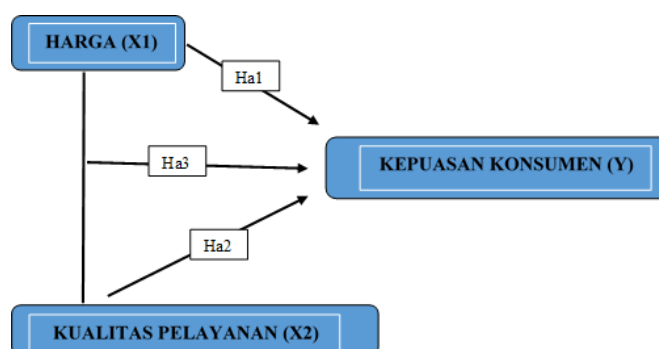 HARGA (X1)
Ha1
KEPUASAN KONSUMEN (Y)
Ha3
Ha2
KUALITAS PELAYANAN (X2)